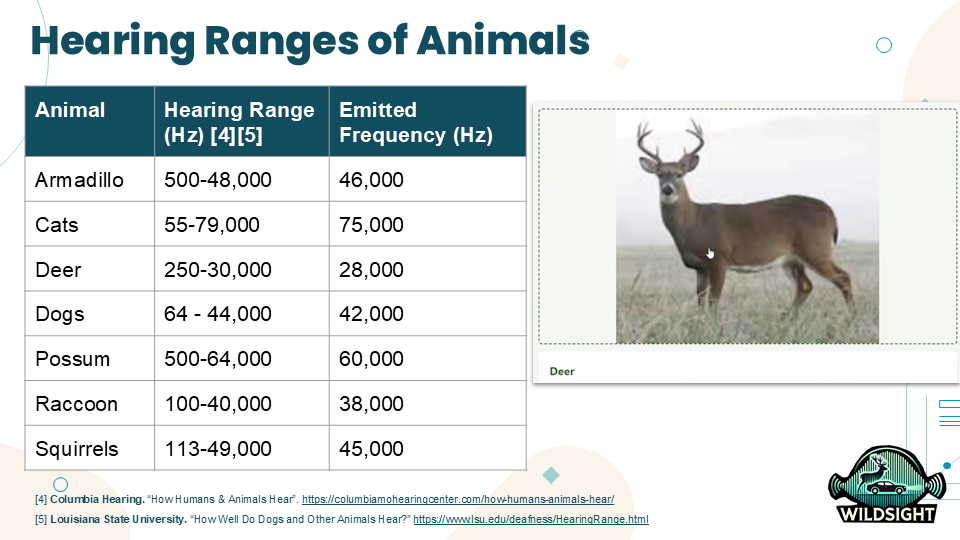 Hearing Ranges of Animals
Animal Hearing Range (Hz) [4][5] Emitted Frequency (Hz)
Armadillo 500-48,000 46,000
Cats 55-79,000 75,000
Deer 250-30,000 28,000
Dogs 64 - 44,000 42,000
Possum 500-64,000 60,000
Raccoon 100-40,000 38,000
Squirrels 113-49,000 45,000
Deer
[4] Columbia Hearing. “How Humans & Animals Hear”. https://columbiamohearingcenter.com/how-humans-animals-hear/
[5] Louisiana State University. “How Well Do Dogs and Other Animals Hear?” https://www.lsu.edu/deafness/HearingRange.html
WILDSIGHT